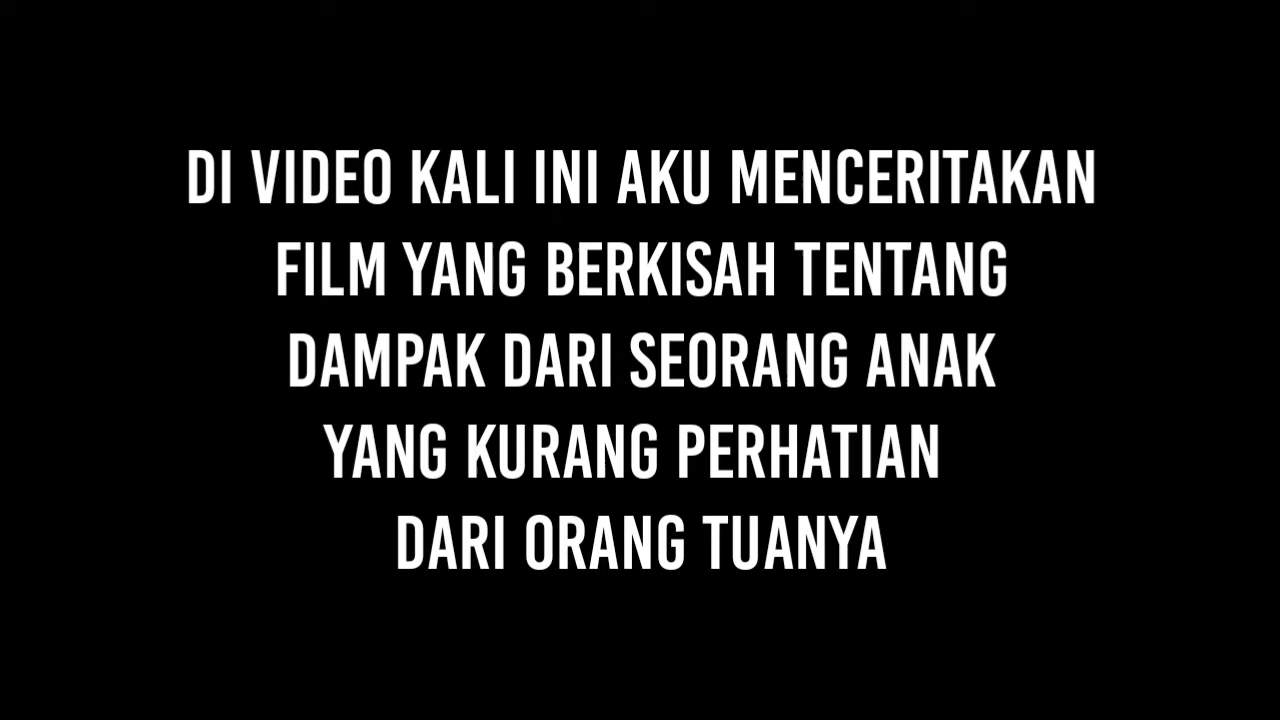 DI VIDEO KALI INI AKU MENCERITAKAN
FILM YANG BERKISAH TENTANG
DAMPAK DARI SEORANG ANAK
YANG KURANG PERHATIAN
DARI ORANG TUANYA